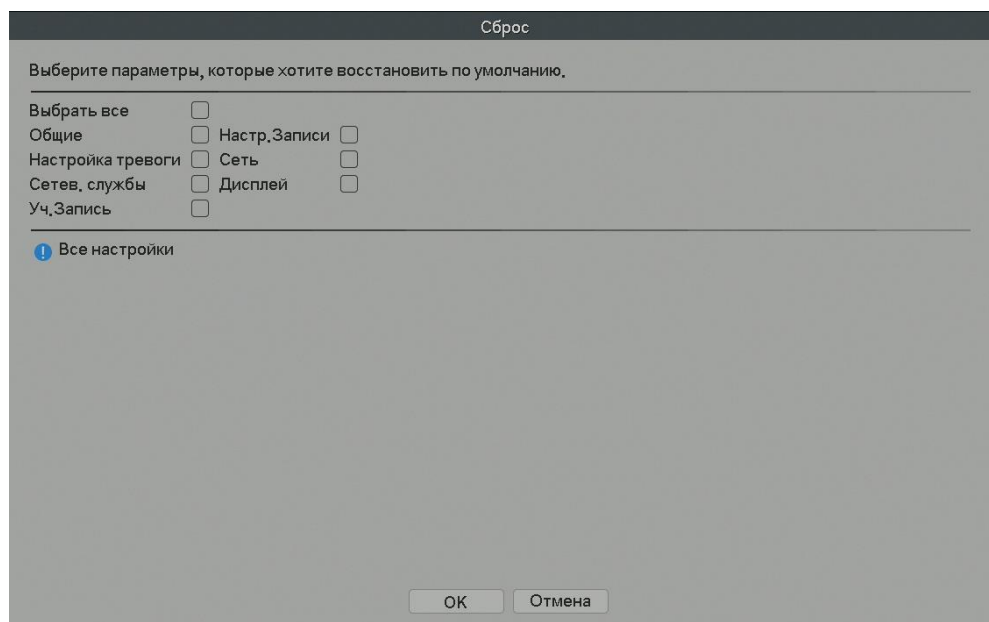 Сброс
Выберите параметры, которые хотите восстановить по умолчанию.
Выбрать все
Общие Настр.Записи
Настройка тревоги Сеть
Сетев. службы Дисплей
Уч.Запись
! Все настройки
OK Отмена